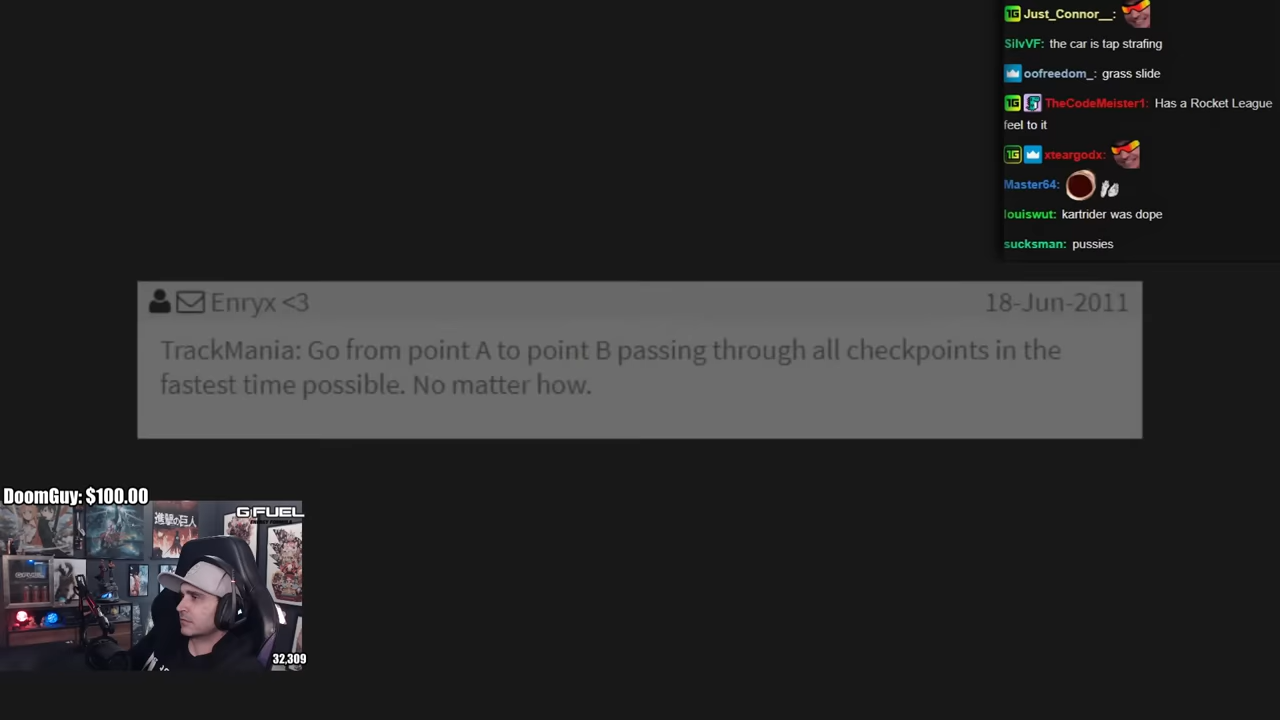 Just_Connor__:
SilvVF: the car is tap strafing
oofreedom_: grass slide
TheCodeMeister1: Has a Rocket League
feel to it
xteargodx:
Master64:
louiswut: kartrider was dope
sucksman: pussies
Enryx <3
18-Jun-2011
TrackMania: Go from point A to point B passing through all checkpoints in the
fastest time possible. No matter how.
DoomGuy: $100.00
G FUEL
進撃の巨人
32,309